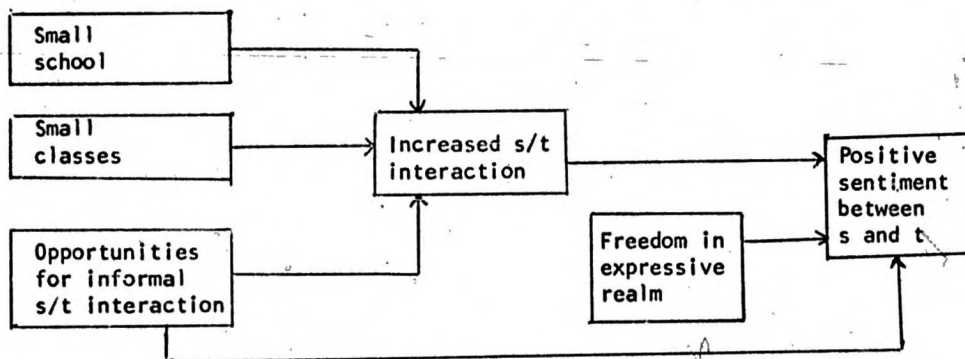 Small
school
Small
classes
Increased s/t
interaction
Positive
sentiment
between
s and t
Opportunities
for informal
s/t interaction
Freedom in
expressive
realm